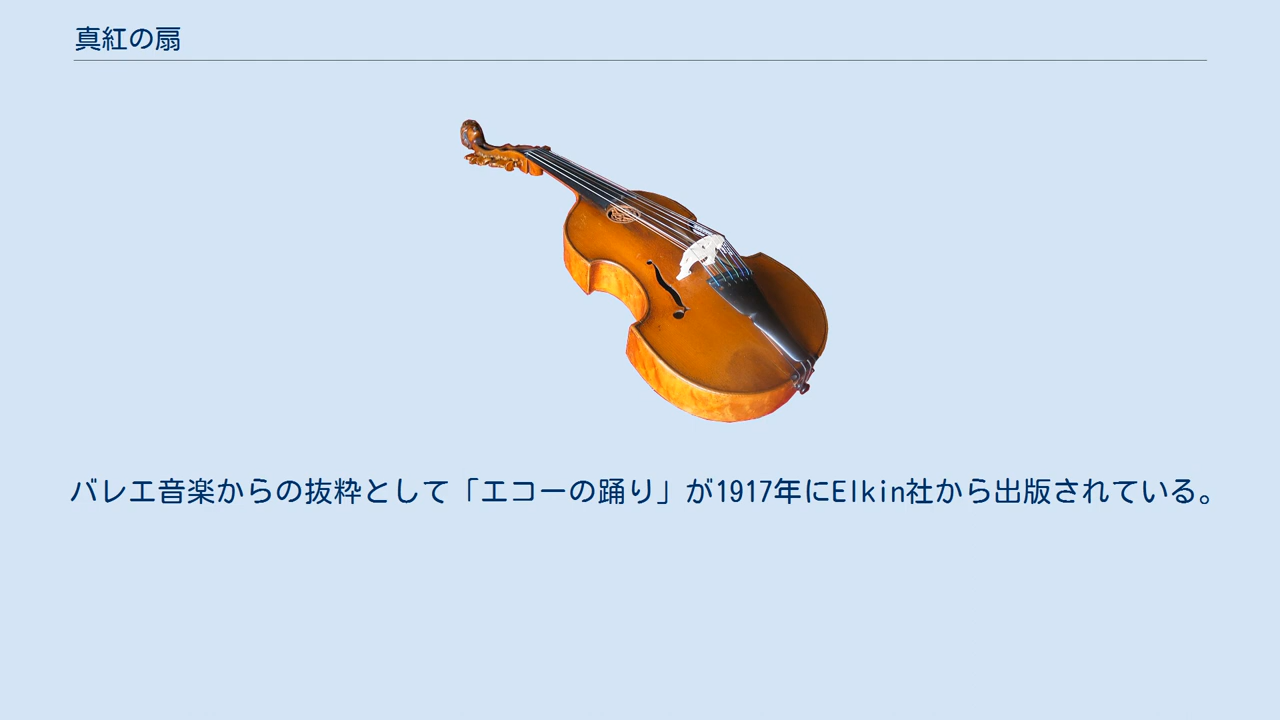 真紅の扇
バレエ音楽からの抜粋として「エコーの踊り」が1917年にElkin社から出版されている。